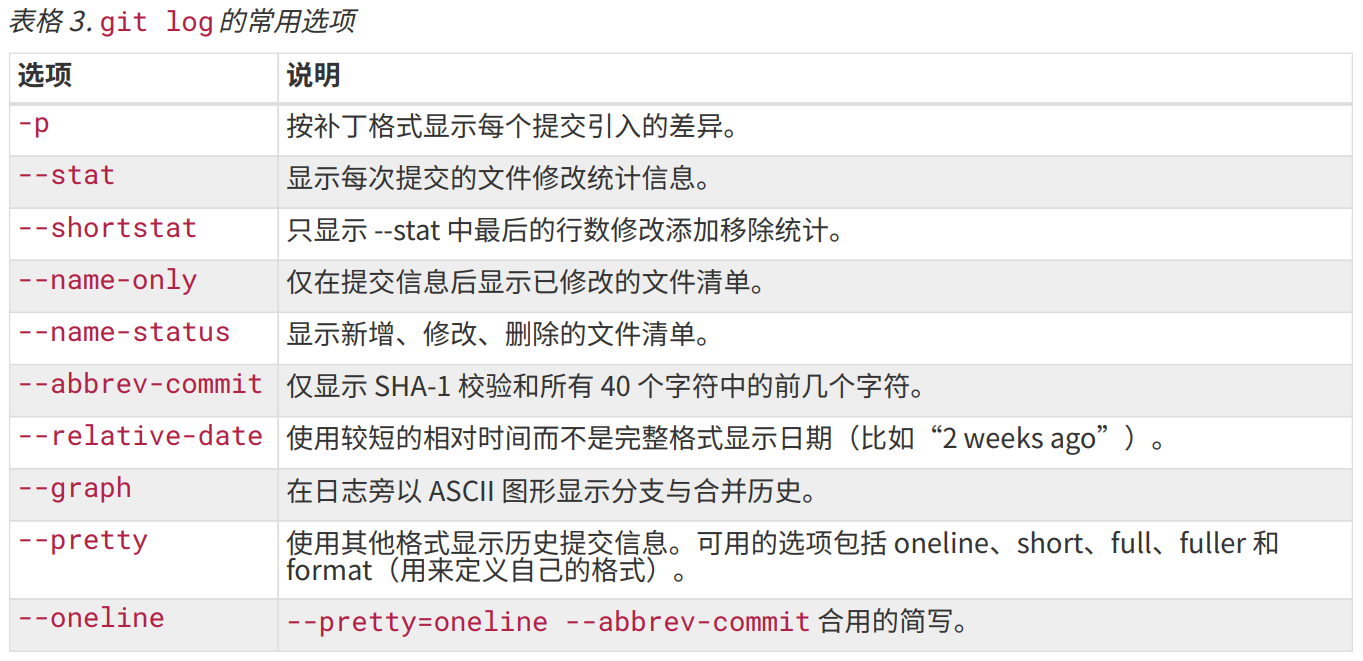 表格 3. git log 的常用选项
选项 说明
-p 按补丁格式显示每个提交引入的差异。
--stat 显示每次提交的文件修改统计信息。
--shortstat 只显示 --stat 中最后的行数修改添加移除统计。
--name-only 仅在提交信息后显示已修改的文件清单。
--name-status 显示新增、修改、删除的文件清单。
--abbrev-commit 仅显示 SHA-1 校验和所有 40 个字符中的前几个字符。
--relative-date 使用较短的相对时间而不是完整格式显示日期（比如“2 weeks ago”）。
--graph 在日志旁以 ASCII 图形显示分支与合并历史。
--pretty 使用其他格式显示历史提交信息。可用的选项包括 oneline、short、full、fuller 和
format（用来定义自己的格式）。
--oneline --pretty=oneline --abbrev-commit 合用的简写。